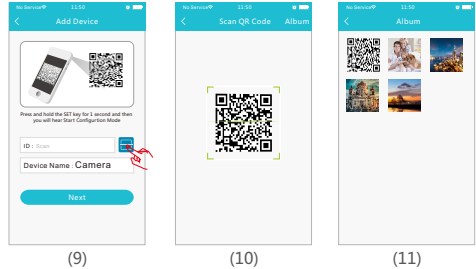 No Service 11:50
Add Device
Press and hold the SET key for 1 second and then
you will hear Start Configurtion Mode
ID : Scan
Device Name : Camera
Next
(9)
No Service 11:50
Scan QR Code Album
(10)
No Service 11:50
Album
(11)